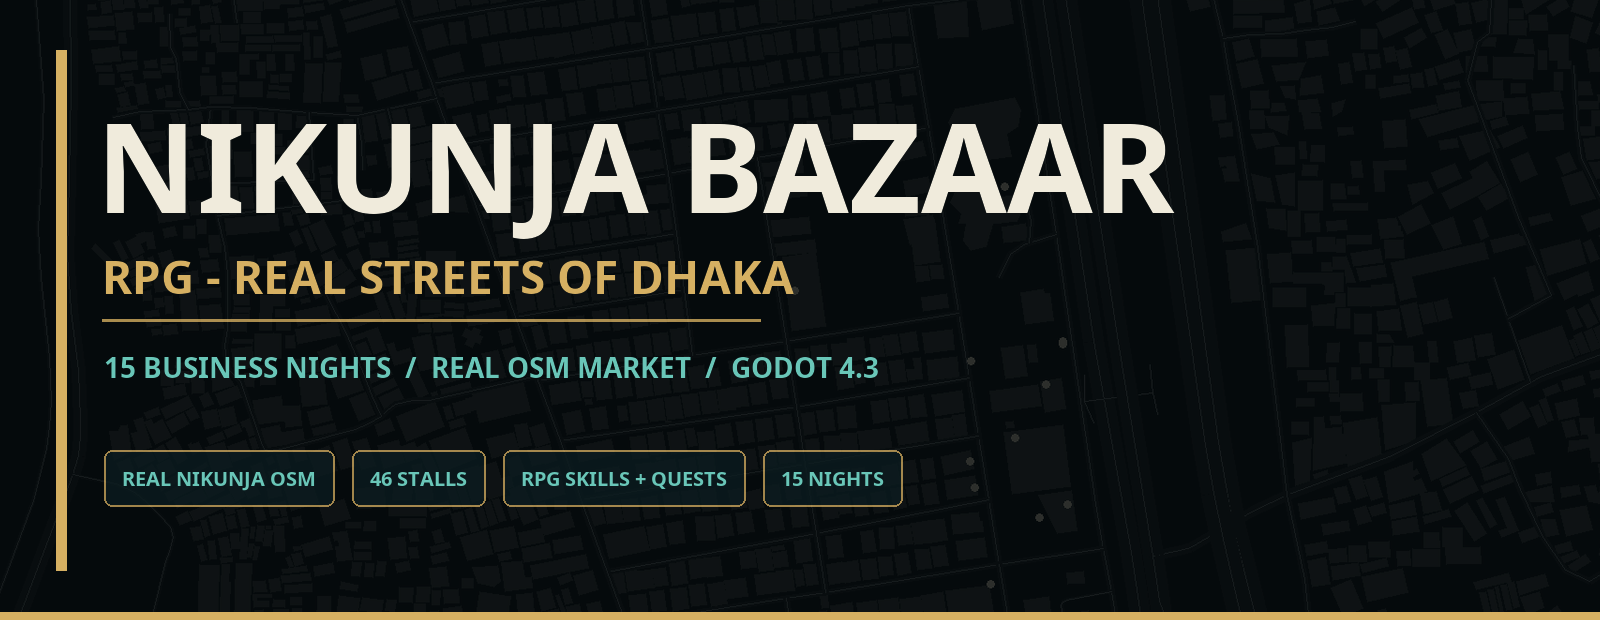 NIKUNJA BAZAAR
RPG - REAL STREETS OF DHAKA
15 BUSINESS NIGHTS / REAL OSM MARKET / GODOT 4.3
REAL NIKUNJA OSM 46 STALLS RPG SKILLS + QUESTS 15 NIGHTS